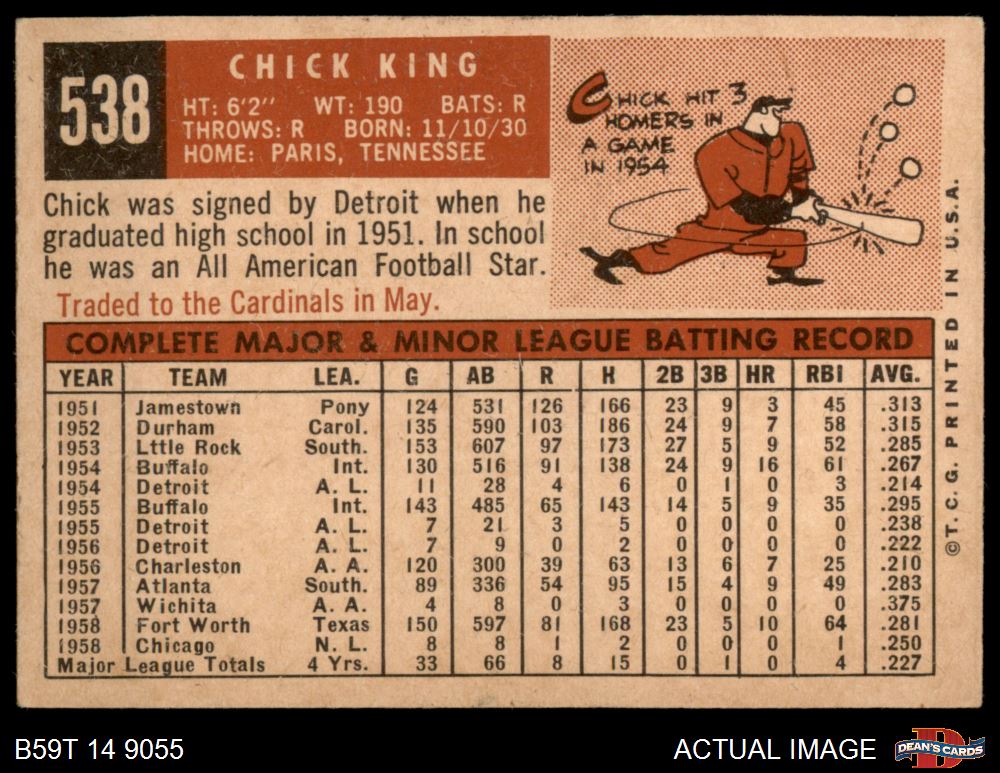 538
CHICK KING
HT: 6'2" WT: 190 BATS: R
THROWS: R BORN: 11/10/30
HOME: PARIS, TENNESSEE
CHICK HIT 3
HOMERS IN
A GAME
IN 1954
Chick was signed by Detroit when he
graduated high school in 1951. In school
he was an All American Football Star.
Traded to the Cardinals in May.
COMPLETE MAJOR & MINOR LEAGUE BATTING RECORD
YEAR TEAM LEA. G AB R H 2B 3B HR RBI AVG.
1951 Jamestown Pony 124 531 126 166 23 9 3 45 .313
1952 Durham Carol. 135 590 103 186 24 9 7 58 .315
1953 Lttle Rock South. 153 607 97 173 27 5 9 52 .285
1954 Buffalo Int. 130 516 91 138 24 9 16 61 .267
1954 Detroit A. L. 11 28 4 6 0 1 0 3 .214
1955 Buffalo Int. 143 485 65 143 14 5 9 35 .295
1955 Detroit A. L. 7 21 3 5 0 0 0 0 .238
1956 Detroit A. L. 7 9 0 2 0 0 0 0 .222
1956 Charleston A. A. 120 300 39 63 13 6 7 25 .210
1957 Atlanta South. 89 336 54 95 15 4 9 49 .283
1957 Wichita A. A. 4 8 0 3 0 0 0 0 .375
1958 Fort Worth Texas 150 597 81 168 23 5 10 64 .281
1958 Chicago N. L. 8 8 1 2 0 0 0 1 .250
Major League Totals 4 Yrs. 33 66 8 15 0 1 0 4 .227
©T. C. G. PRINTED IN U.S.A.
B59T 14 9055
ACTUAL IMAGE
D
DEAN'S CARDS